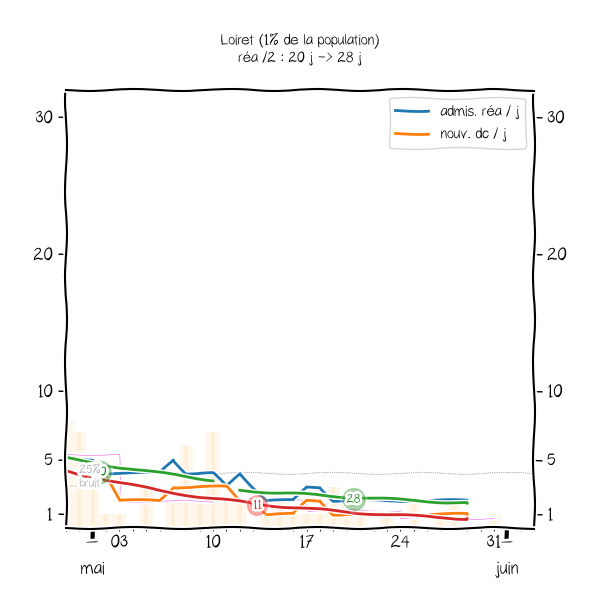 Loiret (1% de la population)
réa /2 : 20 j -> 28 j
admis. réa / j
nouv. dc / j
30
30
20
20
10
10
5
5
25%
bruit
28
11
1
1
03
10
17
24
31
mai
juin